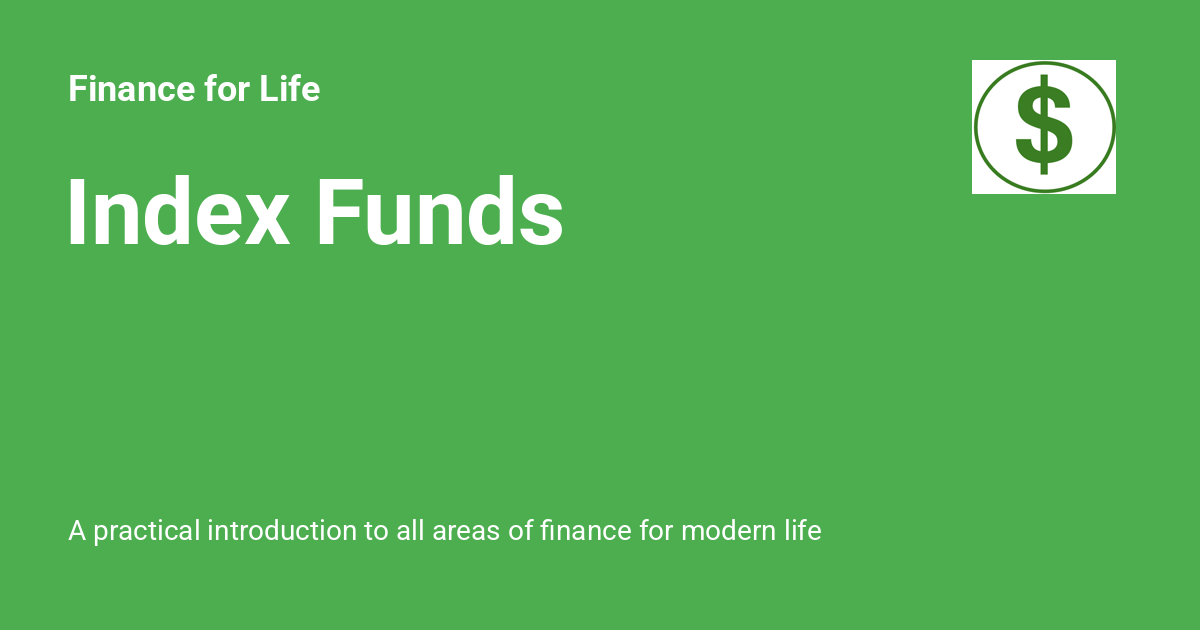 Finance for Life
$
Index Funds
A practical introduction to all areas of finance for modern life